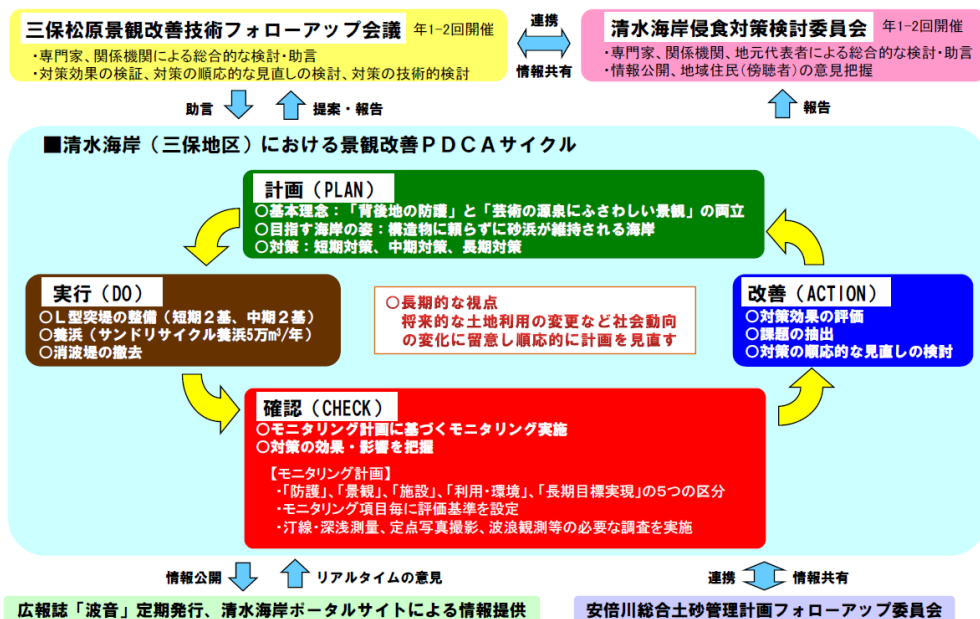 三保松原景観改善技術フォローアップ会議 年1-2回開催
・専門家、関係機関による総合的な検討・助言
・対策効果の検証、対策の順応的な見直しの検討、対策の技術的検討
連携
情報共有
清水海岸侵食対策検討委員会 年1-2回開催
・専門家、関係機関、地元代表者による総合的な検討・助言
・情報公開、地域住民(傍聴者)の意見把握
助言
提案・報告
報告
■清水海岸（三保地区）における景観改善ＰＤＣＡサイクル
計画（PLAN）
○基本理念：「背後地の防護」と「芸術の源泉にふさわしい景観」の両立
○目指す海岸の姿：構造物に頼らずに砂浜が維持される海岸
○対策：短期対策、中期対策、長期対策
実行（DO）
○Ｌ型突堤の整備（短期２基、中期２基）
○養浜（サンドリサイクル養浜5万m³/年）
○消波堤の撤去
○長期的な視点
将来的な土地利用の変更など社会動向
の変化に留意し順応的に計画を見直す
改善（ACTION）
○対策効果の評価
○課題の抽出
○対策の順応的な見直しの検討
確認（CHECK）
○モニタリング計画に基づくモニタリング実施
○対策の効果・影響を把握
【モニタリング計画】
・「防護」、「景観」、「施設」、「利用・環境」、「長期目標実現」の５つの区分
・モニタリング項目毎に評価基準を設定
・汀線・深浅測量、定点写真撮影、波浪観測等の必要な調査を実施
情報公開
リアルタイムの意見
連携
情報共有
広報誌「波音」定期発行、清水海岸ポータルサイトによる情報提供
安倍川総合土砂管理計画フォローアップ委員会